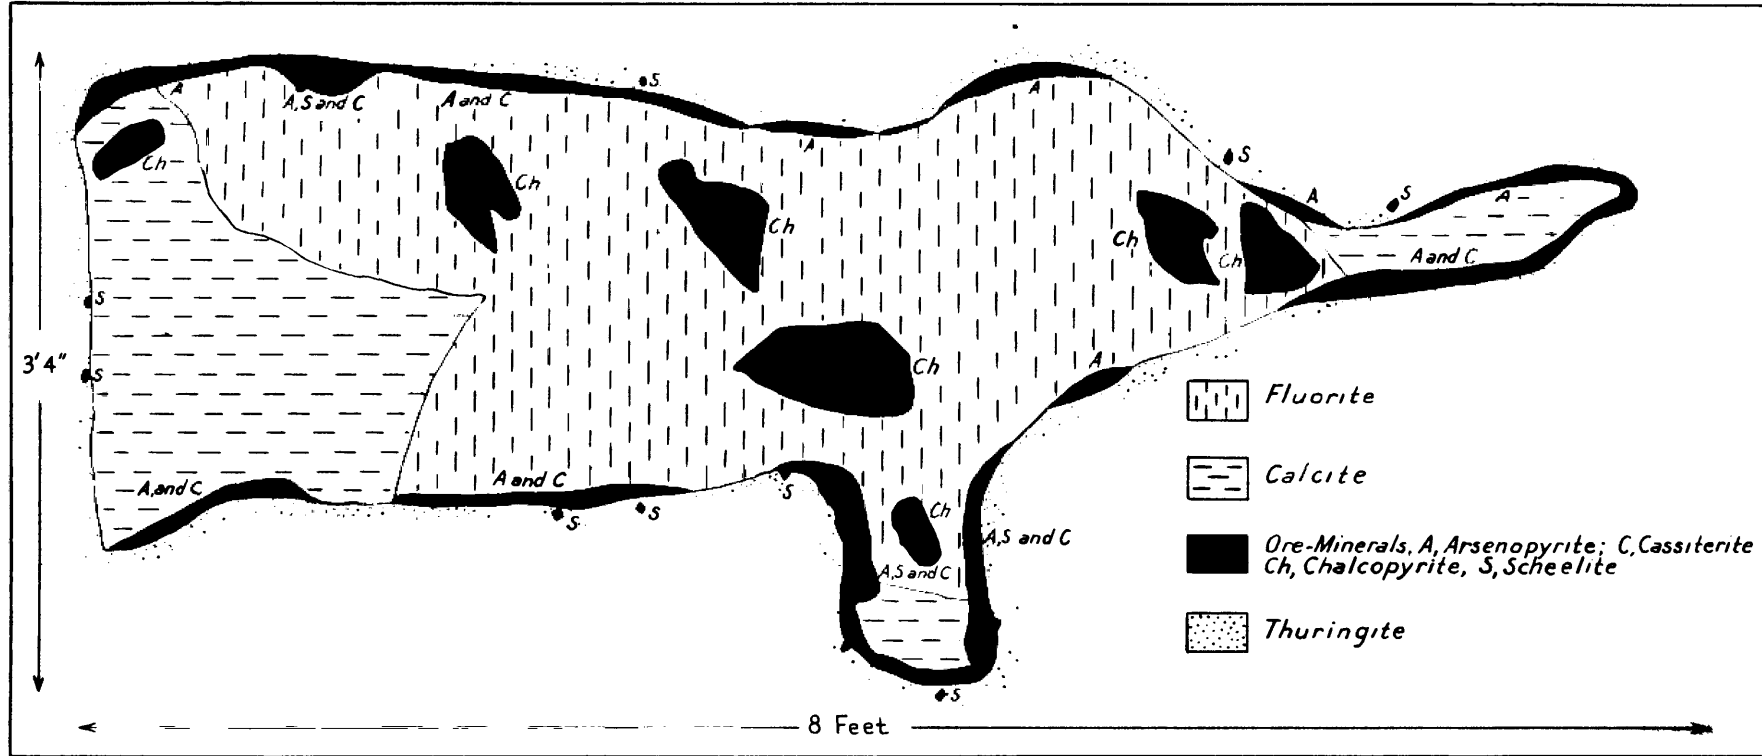 S
A
A, S and C
A and C
A
A
S
Ch
Ch
Ch
S
A
S
A
Ch
Ch
A and C
S
3'4"
S
Ch
A
Fluorite
Calcite
A, and C
A and C
S
S
S
Ch
A, S and C
A, S and C
Ore-Minerals, A, Arsenopyrite; C, Cassiterite
Ch, Chalcopyrite, S, Scheelite
Thuringite
S
8 Feet